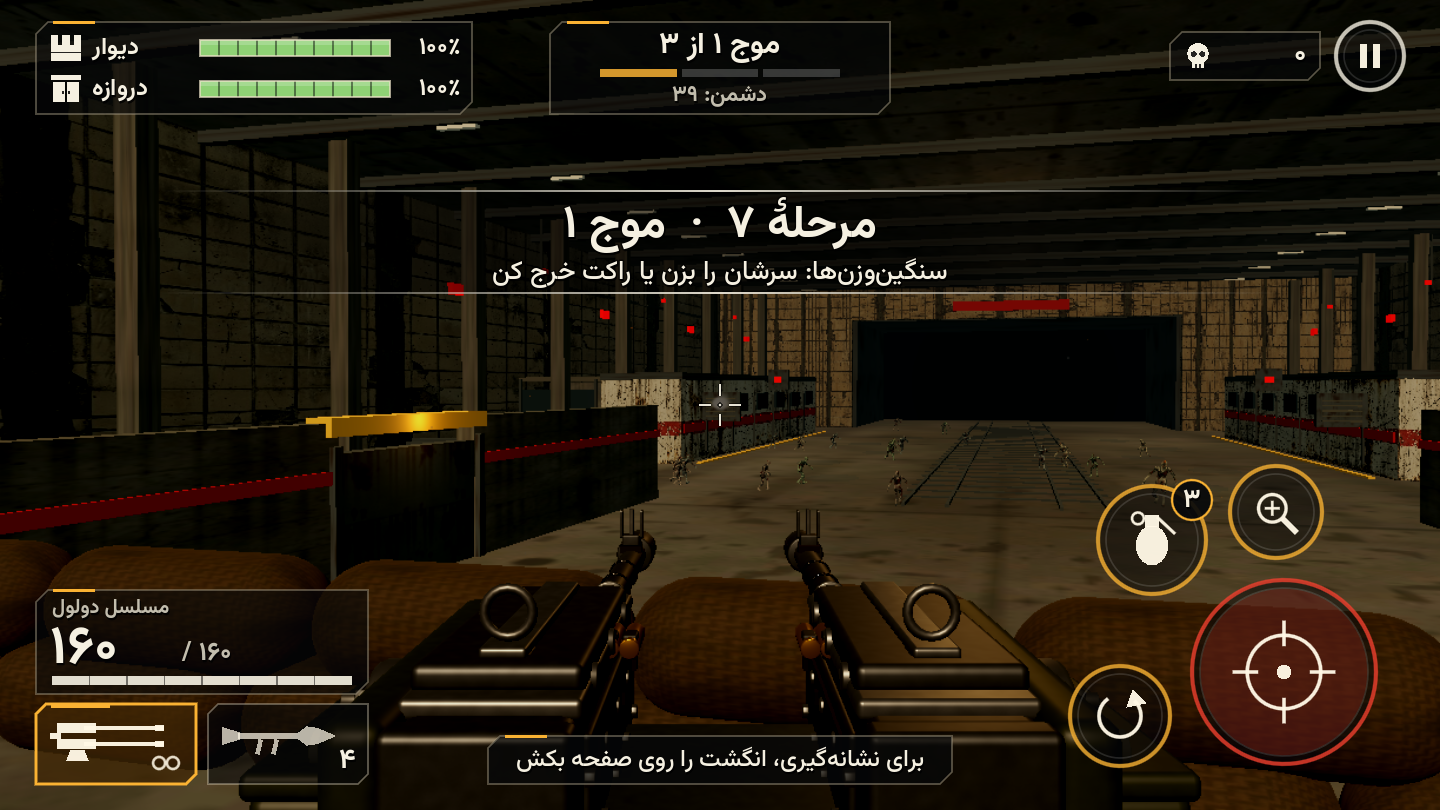 دیوار ۱۰۰٪
دروازه ۱۰۰٪
موج ۱ از ۳
دشمن: ۳۹
۰
مرحلهٔ ۷ · موج ۱
سنگین‌وزن‌ها: سرشان را بزن یا راکت خرج کن
۳
مسلسل دولول
۱۶۰ / ۱۶۰
∞
۴
برای نشانه‌گیری، انگشت را روی صفحه بکش